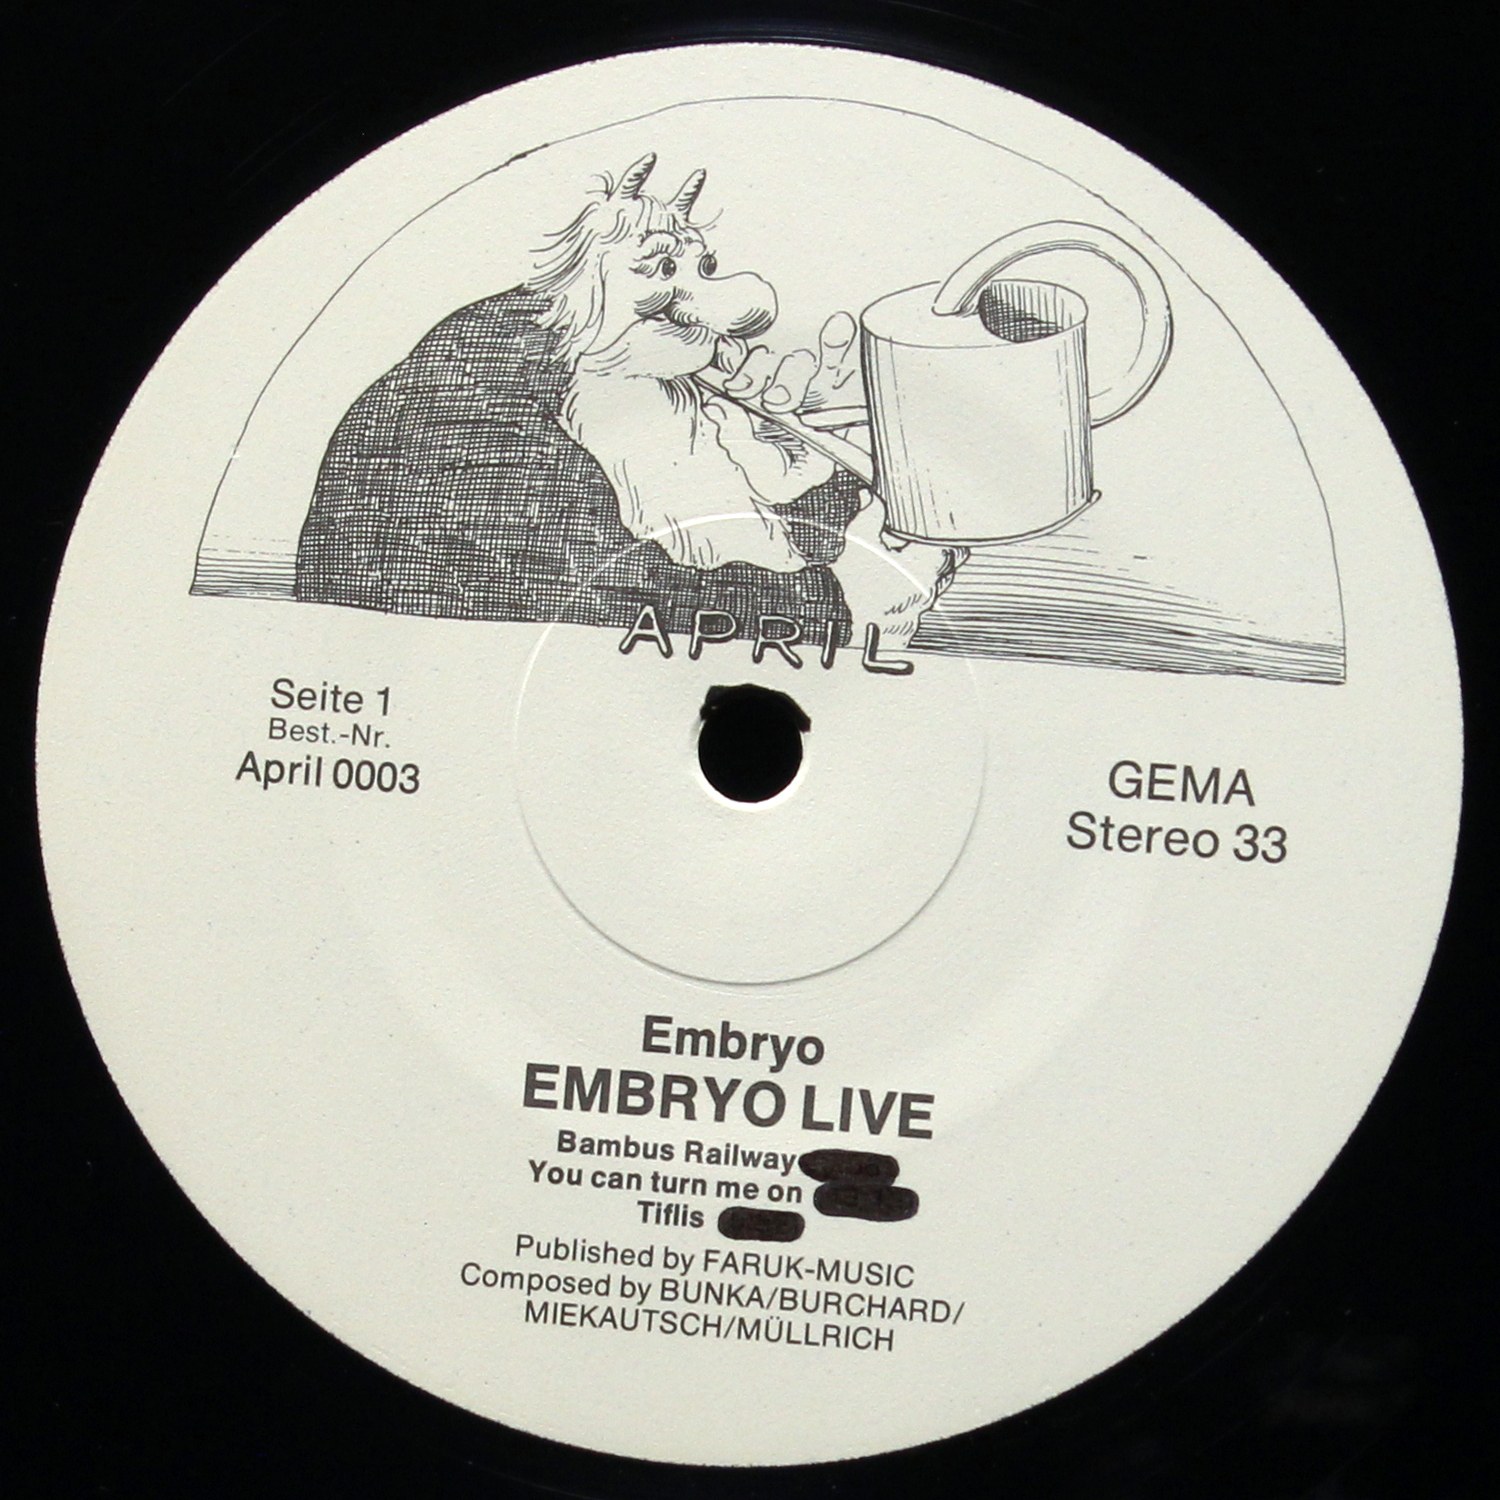 APRIL
Seite 1
Best.-Nr.
April 0003
GEMA
Stereo 33
Embryo
EMBRYO LIVE
Bambus Railway
You can turn me on
Tiflis
Published by FARUK-MUSIC
Composed by BUNKA/BURCHARD/
MIEKAUTSCH/MÜLLRICH